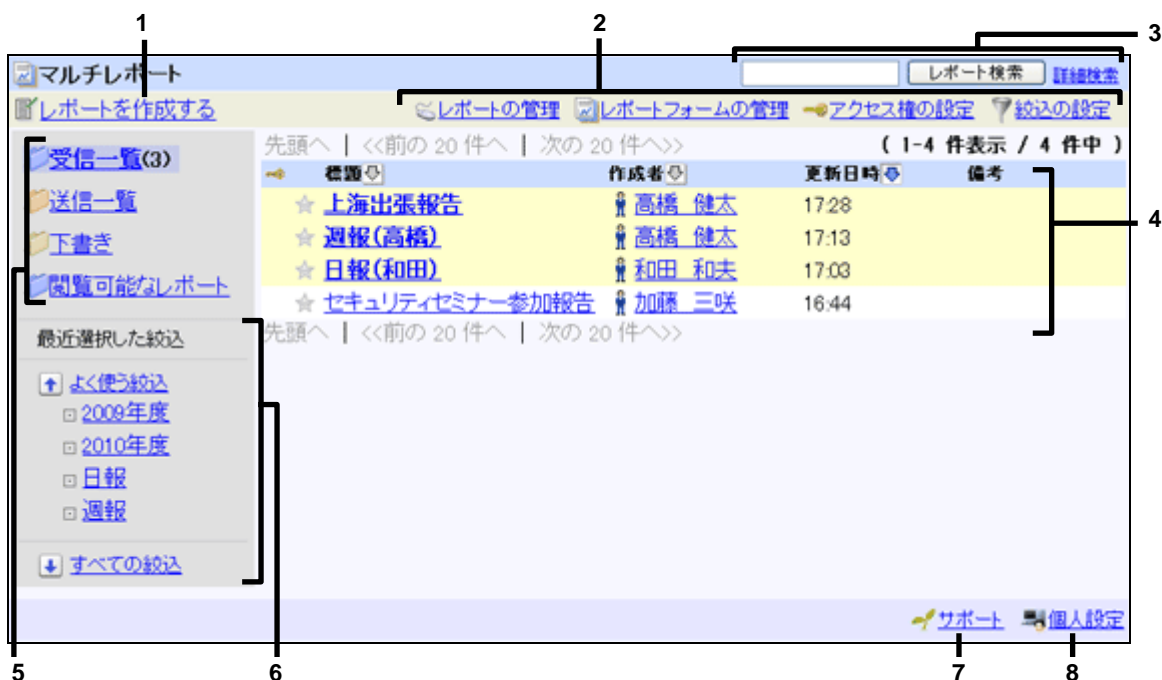 1
2
3
マルチレポート
レポート検索 詳細検索
レポートを作成する
レポートの管理 レポートフォームの管理 アクセス権の設定 絞込の設定
受信一覧(3)
送信一覧
下書き
閲覧可能なレポート
最近選択した絞込
よく使う絞込
2009年度
2010年度
日報
週報
すべての絞込
先頭へ | <<前の 20 件へ | 次の 20 件へ>>
( 1-4 件表示 / 4 件中 )
標題 作成者 更新日時 備考
上海出張報告 高橋 健太 17:28
週報(高橋) 高橋 健太 17:13
日報(和田) 和田 和夫 17:03
セキュリティセミナー参加報告 加藤 三咲 16:44
先頭へ | <<前の 20 件へ | 次の 20 件へ>>
4
サポート 個人設定
5
6
7
8